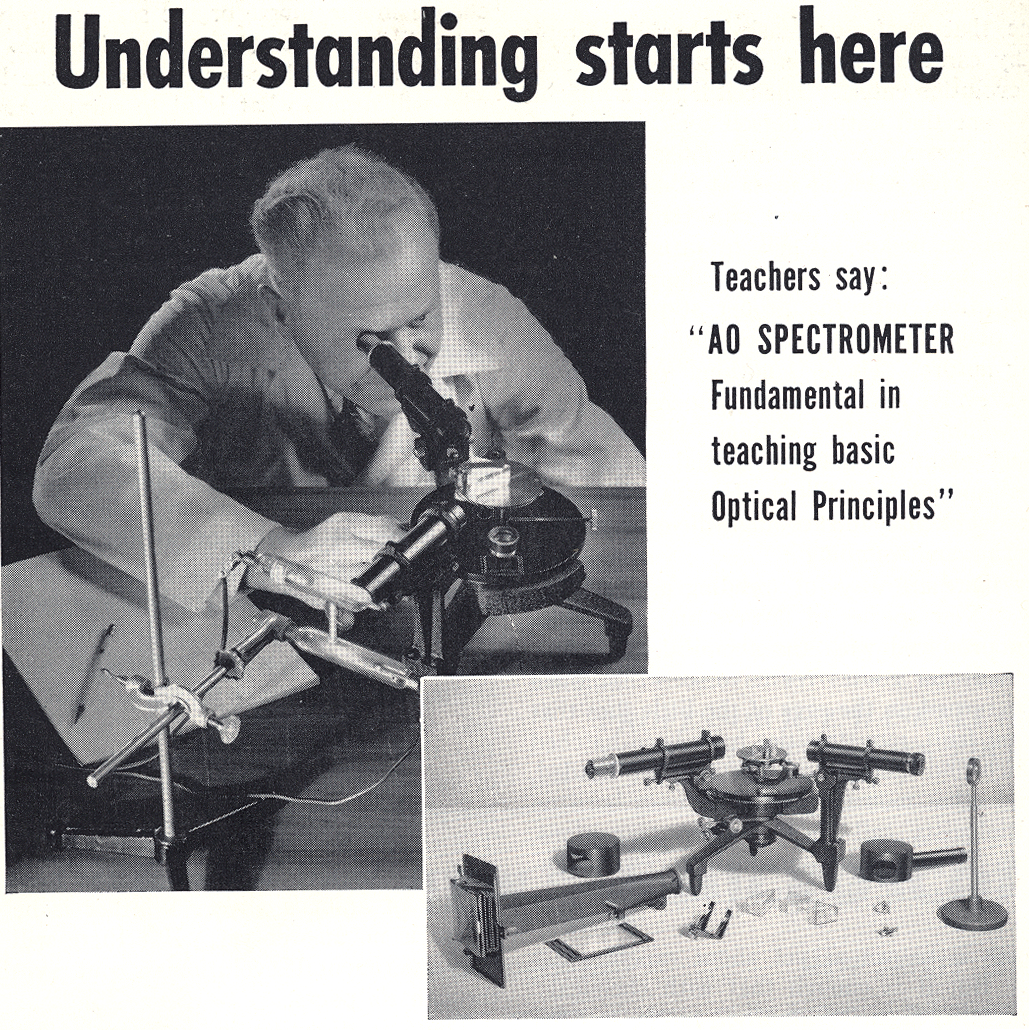 Understanding starts here
Teachers say:
“AO SPECTROMETER
Fundamental in
teaching basic
Optical Principles”